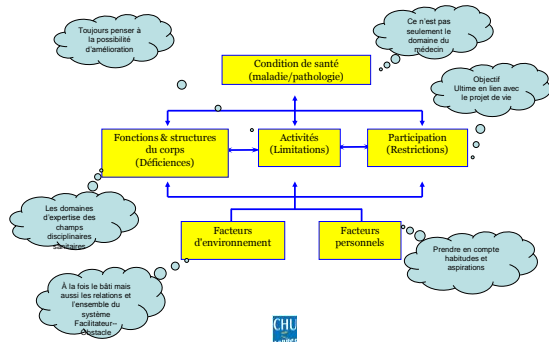 Toujours penser à
la possibilité
d'amélioration
Ce n'est pas
seulement le
domaine du
médecin
Condition de santé
(maladie/pathologie)
Objectif
Ultime en lien avec
le projet de vie
Fonctions & structures
du corps
(Déficiences)
Activités
(Limitations)
Participation
(Restrictions)
Les domaines
d'expertise des
champs
disciplinaires
sanitaires
Facteurs
d'environnement
Facteurs
personnels
Prendre en compte
habitudes et
aspirations
À la fois le bâti mais
aussi les relations et
l'ensemble du
système
Facilitateur--
Obstacle
CHU